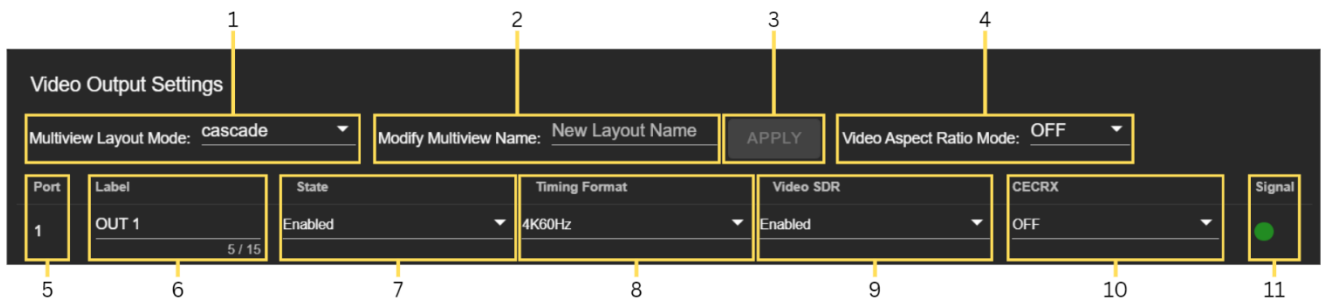 1 2 3 4
Video Output Settings
Multiview Layout Mode: cascade Modify Multiview Name: New Layout Name APPLY Video Aspect Ratio Mode: OFF
Port Label State Timing Format Video SDR CECRX Signal
1 OUT 1 Enabled 4K60Hz Enabled OFF
5 / 15
5 6 7 8 9 10 11